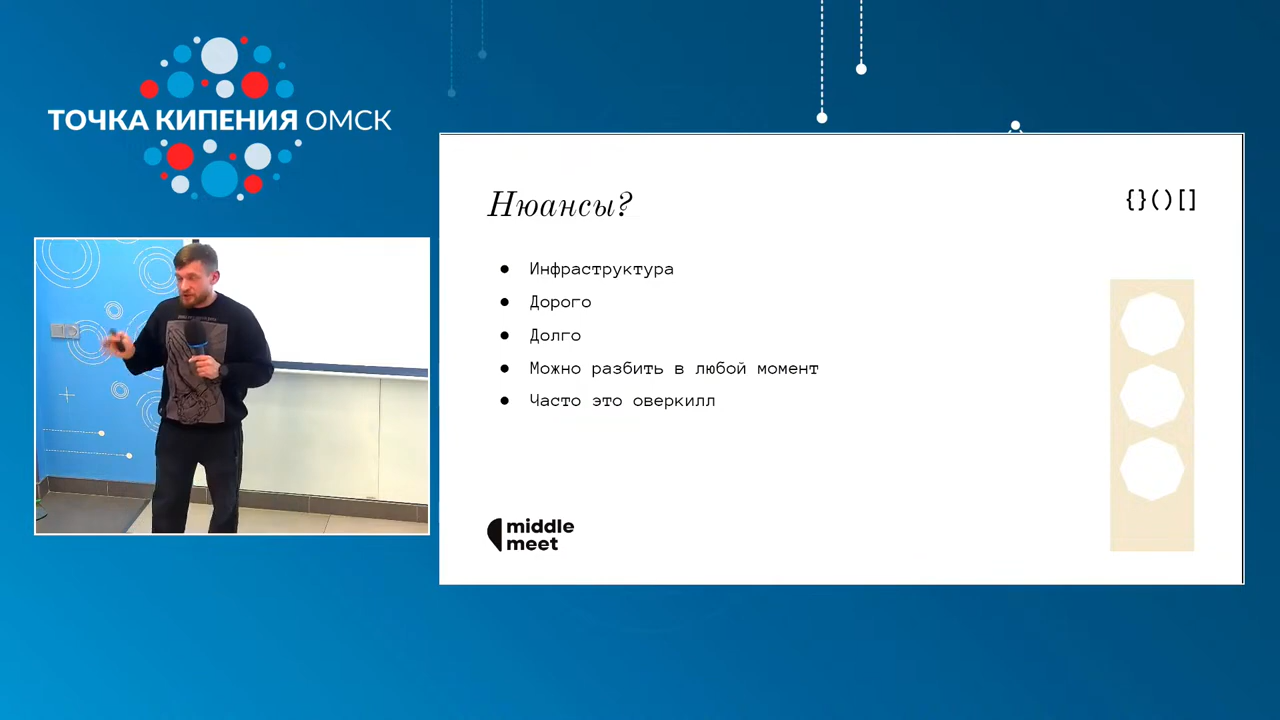 ТОЧКА КИПЕНИЯ ОМСК
Нюансы?
{}()[]
● Инфраструктура
● Дорого
● Долго
● Можно разбить в любой момент
● Часто это оверкилл
middle
meet